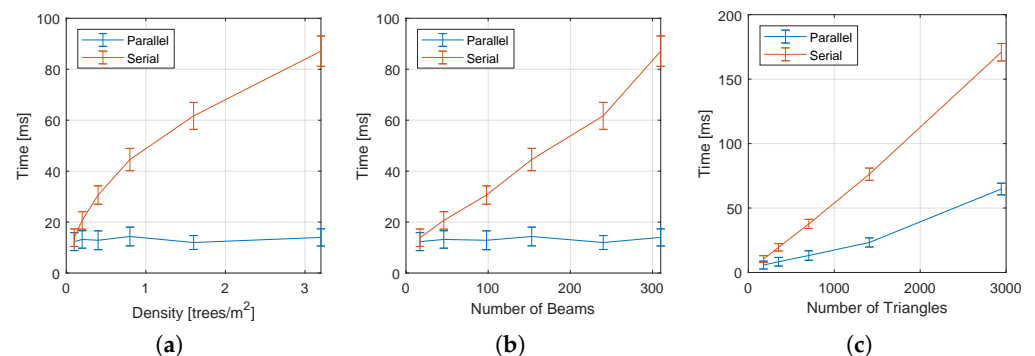 100
80
60
40
20
0
Time [ms]
Parallel
Serial
0 1 2 3
Density [trees/m2]
(a)
100
80
60
40
20
0
Time [ms]
Parallel
Serial
0 100 200 300
Number of Beams
(b)
200
150
100
50
0
Time [ms]
Parallel
Serial
0 1000 2000 3000
Number of Triangles
(c)